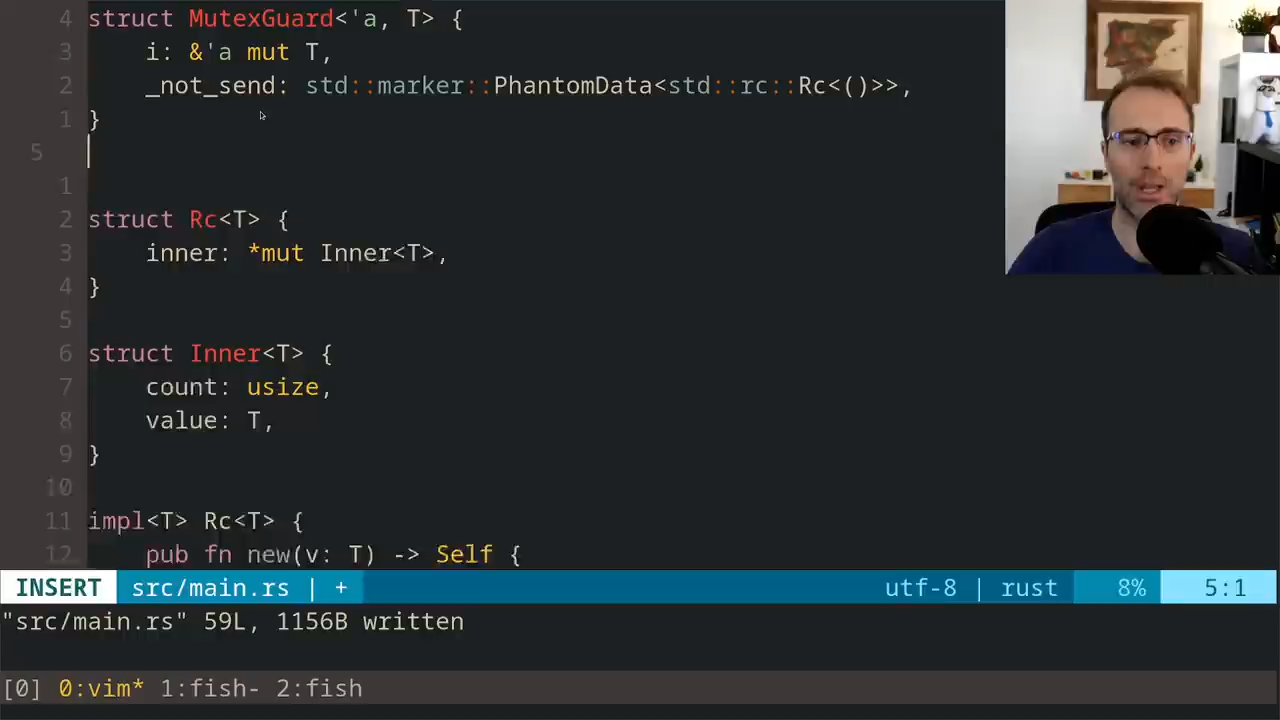 4 struct MutexGuard<'a, T> {
3     i: &'a mut T,
2     _not_send: std::marker::PhantomData<std::rc::Rc<()>>,
1 }
5
1
2 struct Rc<T> {
3     inner: *mut Inner<T>,
4 }
5
6 struct Inner<T> {
7     count: usize,
8     value: T,
9 }
10
11 impl<T> Rc<T> {
12     pub fn new(v: T) -> Self {
INSERT src/main.rs | + utf-8 | rust 8% 5:1
"src/main.rs" 59L, 1156B written
[0] 0:vim* 1:fish- 2:fish